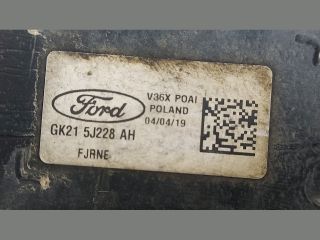 Ford
V36X POAI
POLAND
04/04/19
GK21 5J228 AH
FJRNE